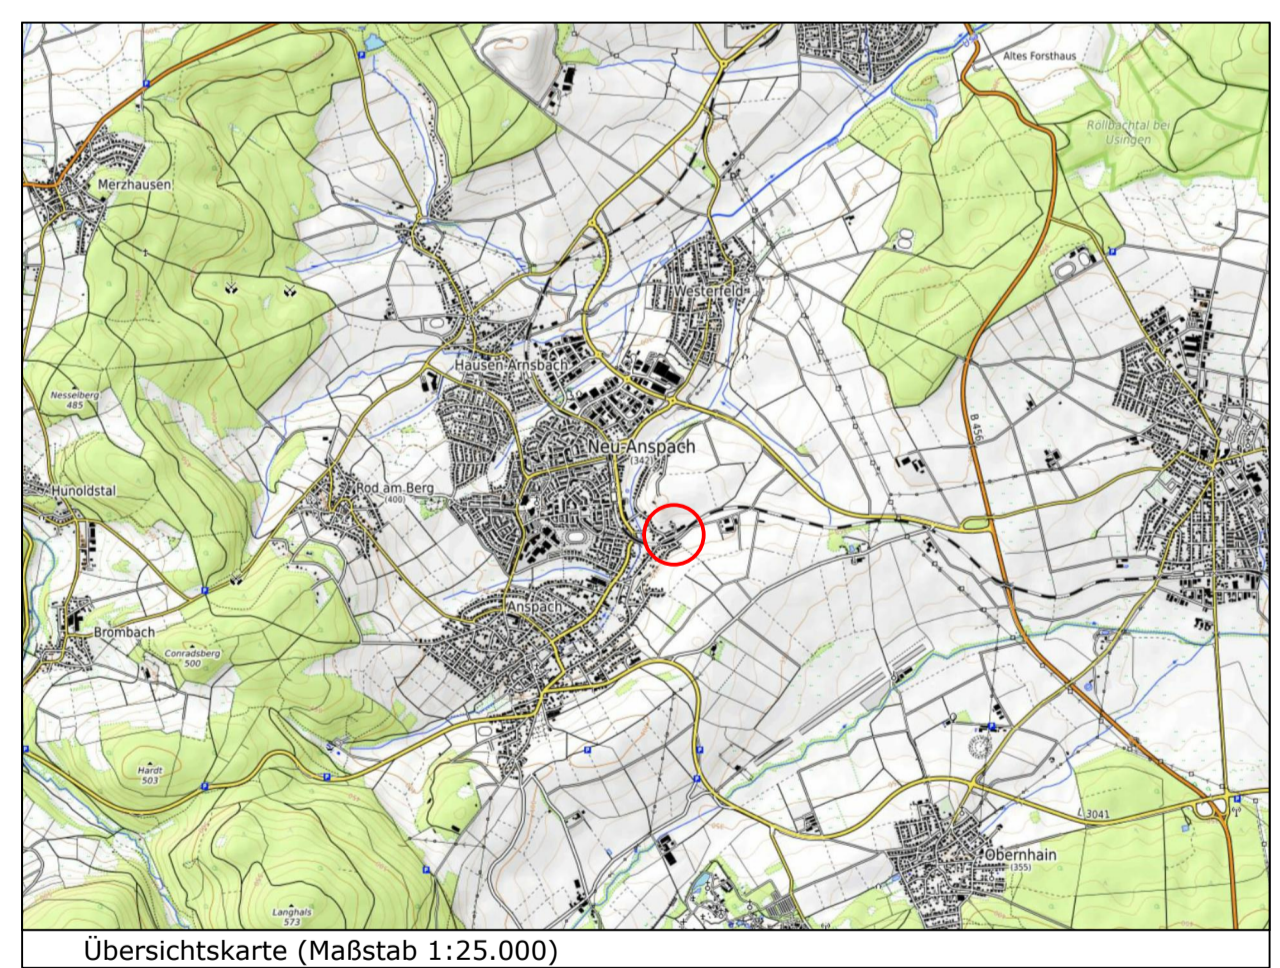 Altes Forsthaus
Röllbachtal bei
Usingen
Merzhausen
Westerfeld
Hausen-Arnsbach
Nesselberg
485
B 456
Neu-Anspach
(342)
Hunoldstal
Rod am Berg
(400)
Anspach
Brombach
Conradsberg
500
Hardt
503
L 3041
Obernhain
(355)
Langhals
573
Übersichtskarte (Maßstab 1:25.000)